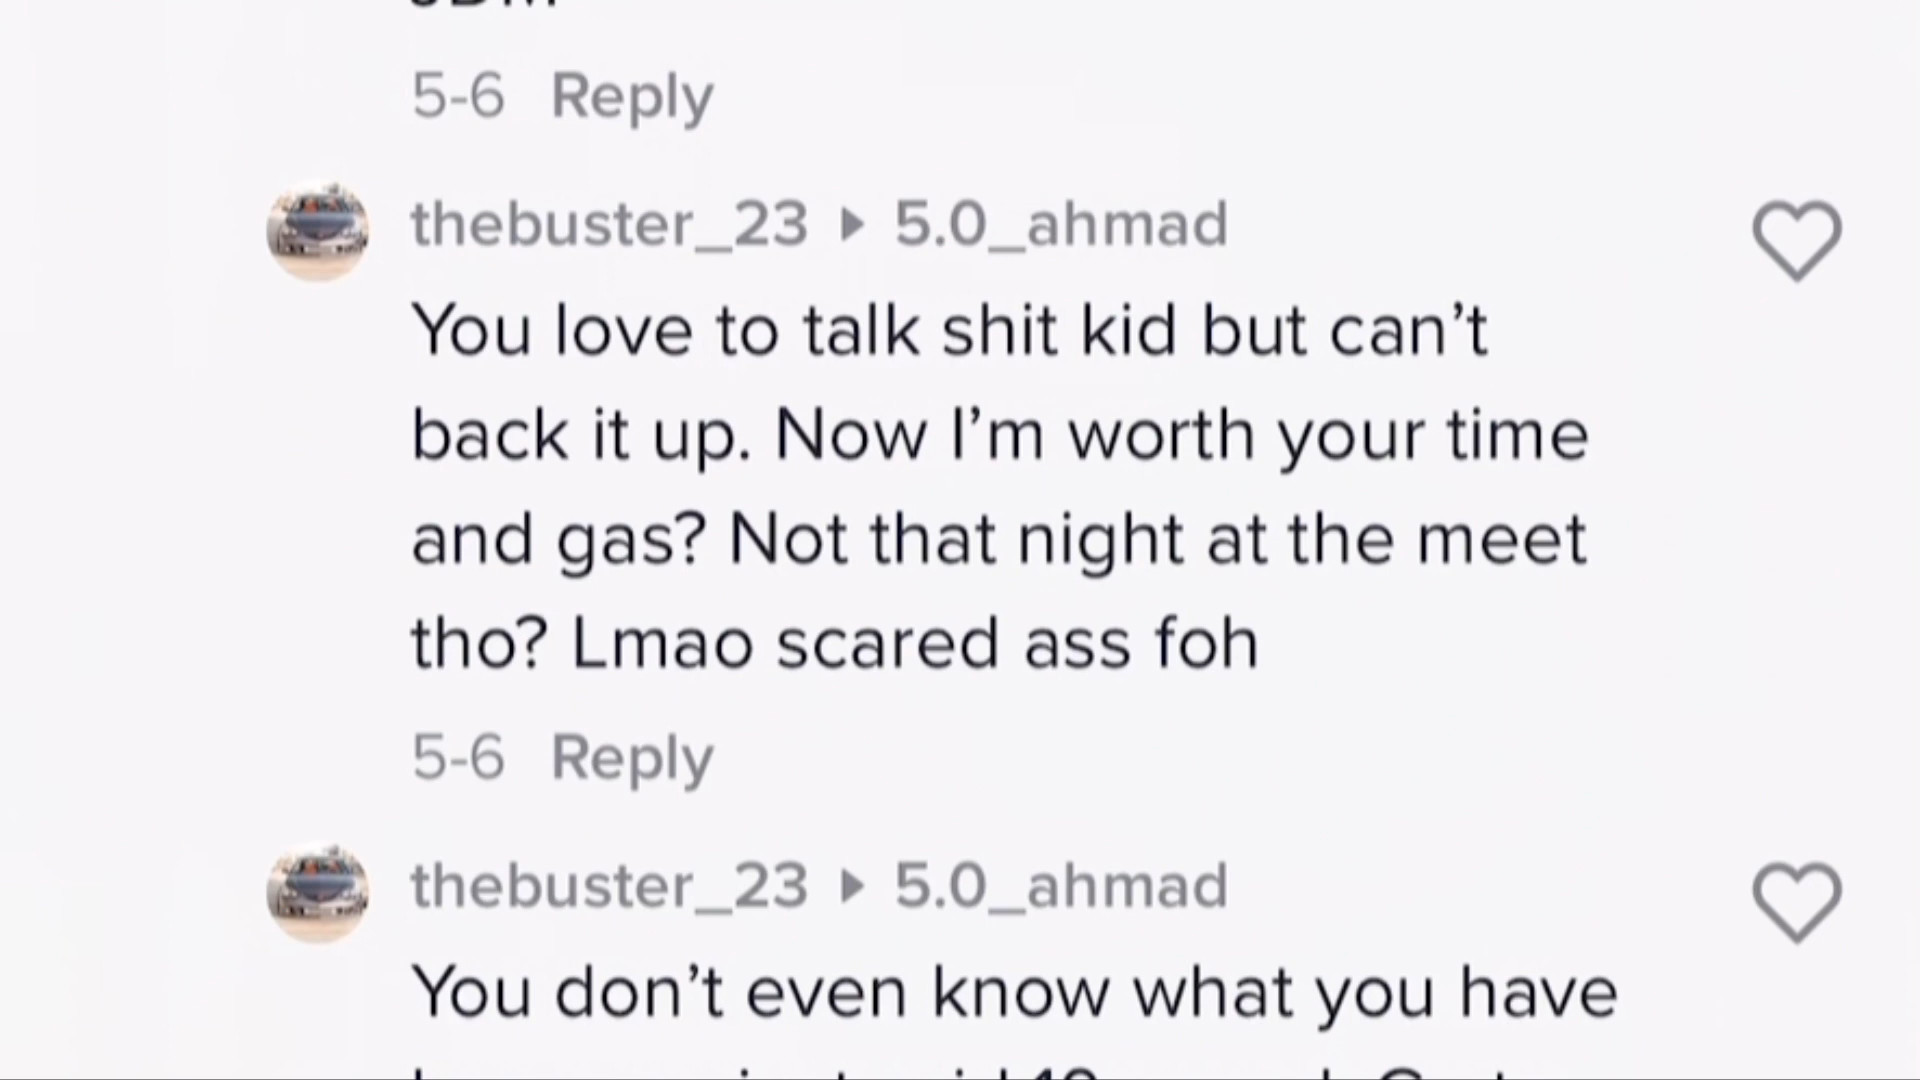 JDM
5-6 Reply
thebuster_23 ▶ 5.0_ahmad
You love to talk shit kid but can’t
back it up. Now I’m worth your time
and gas? Not that night at the meet
tho? Lmao scared ass foh
5-6 Reply
thebuster_23 ▶ 5.0_ahmad
You don’t even know what you have